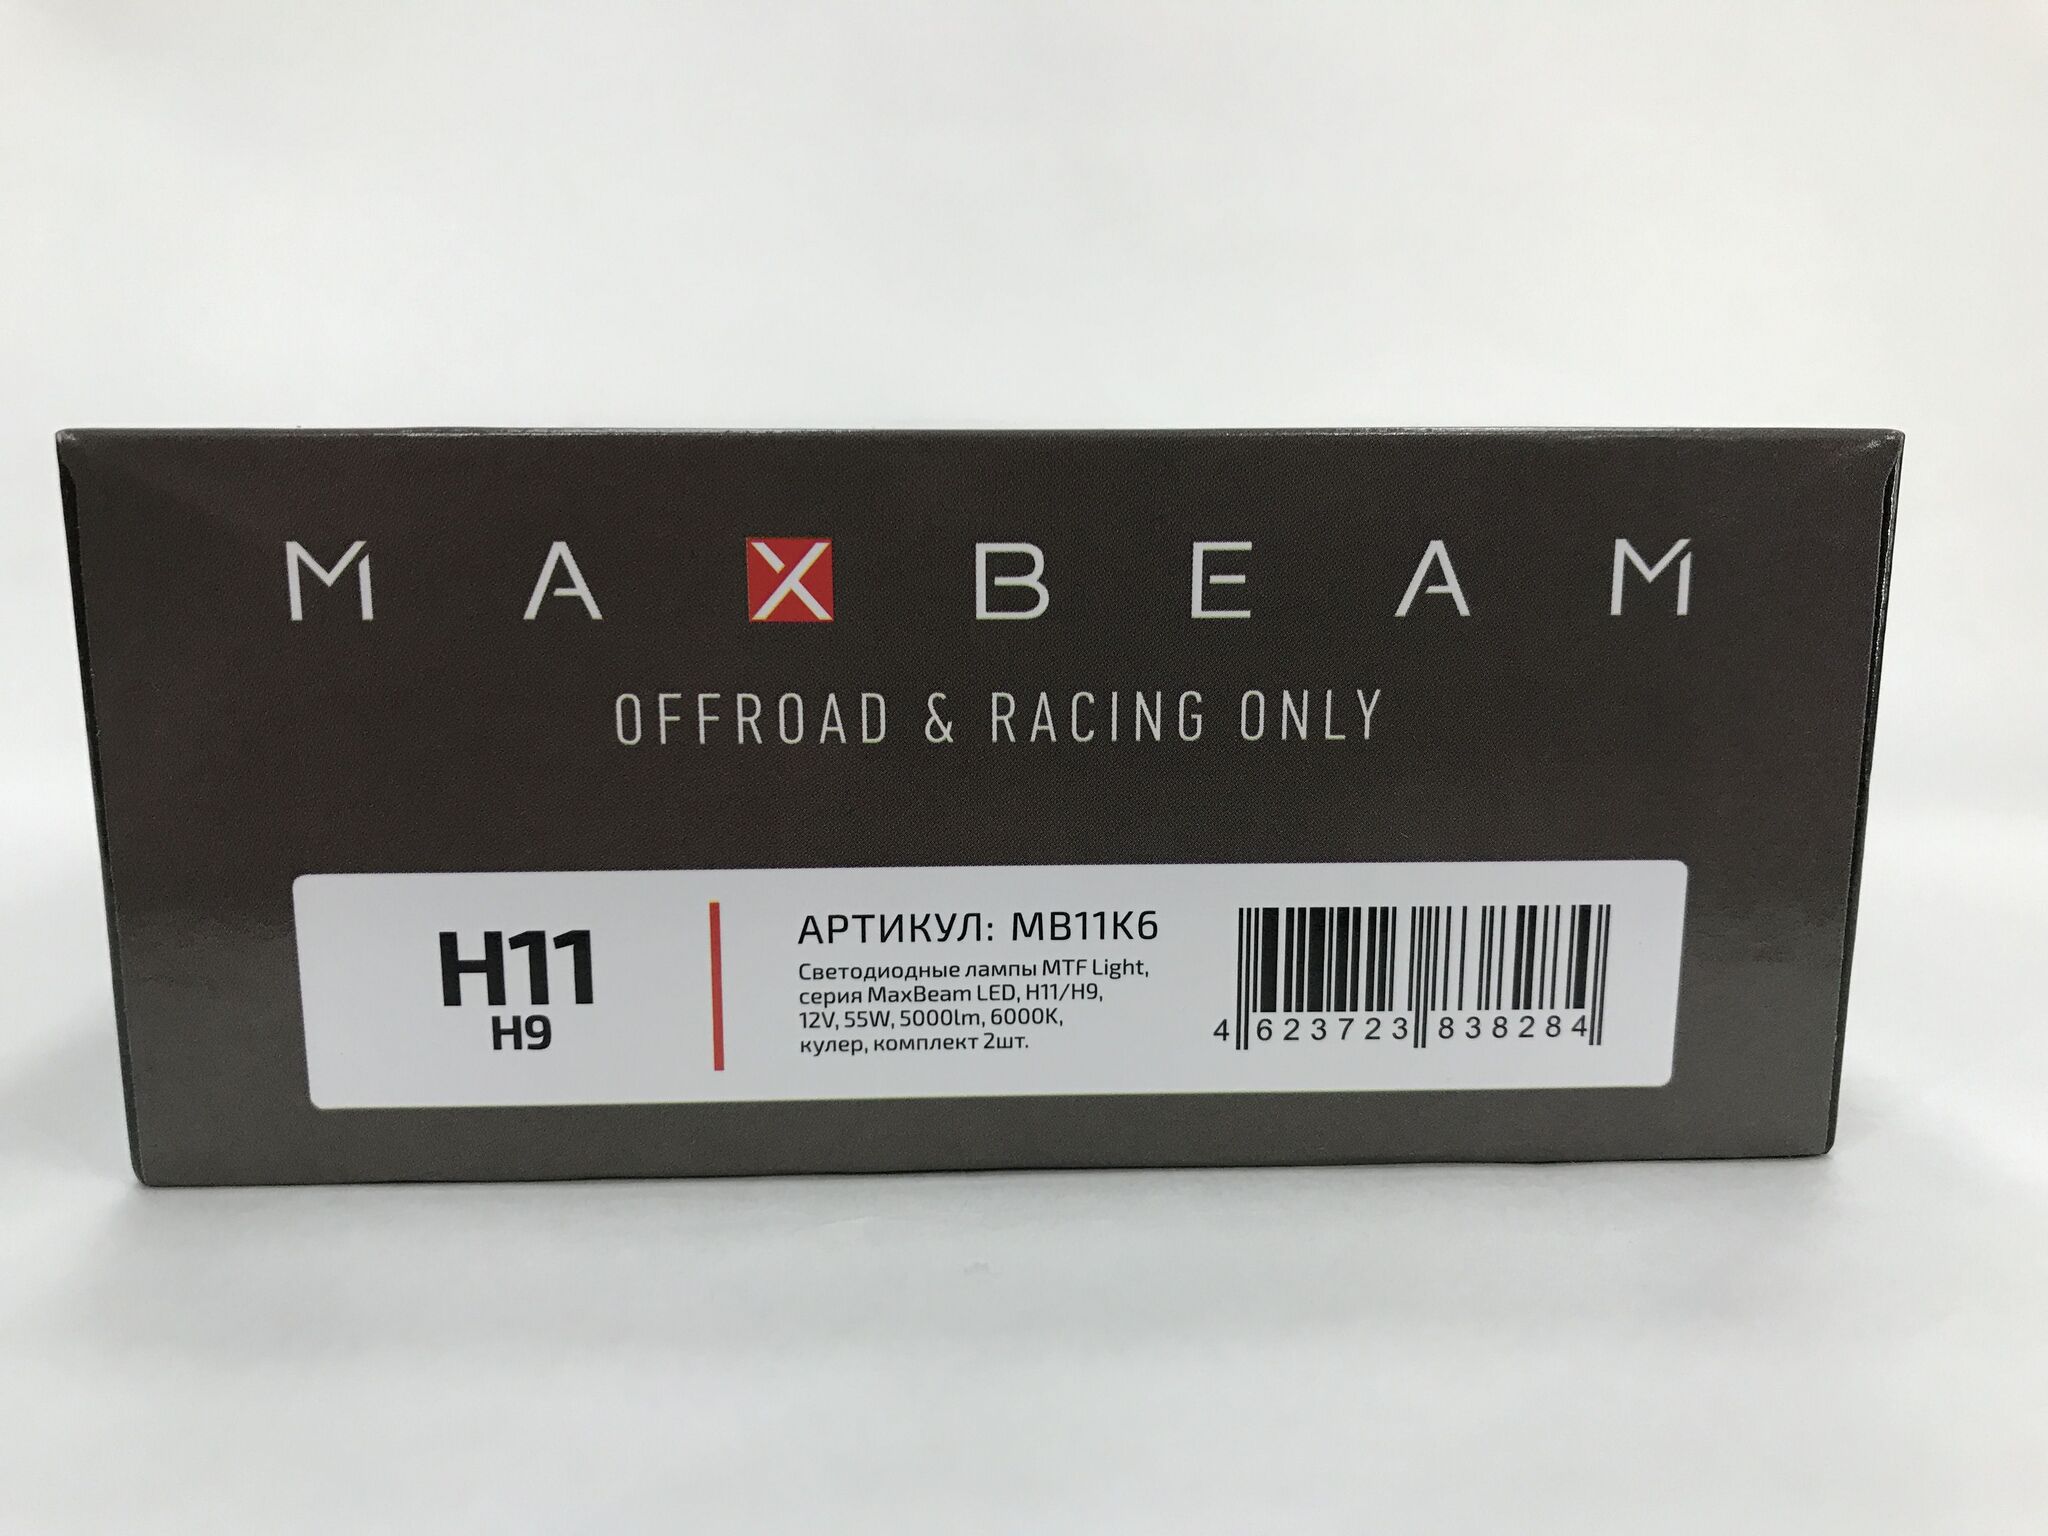 MAXBEAM
OFFROAD & RACING ONLY
H11
H9
АРТИКУЛ: MB11K6
Светодиодные лампы MTF Light,
серия MaxBeam LED, H11/H9,
12V, 55W, 5000lm, 6000K,
кулер, комплект 2шт.
4 623723 838284